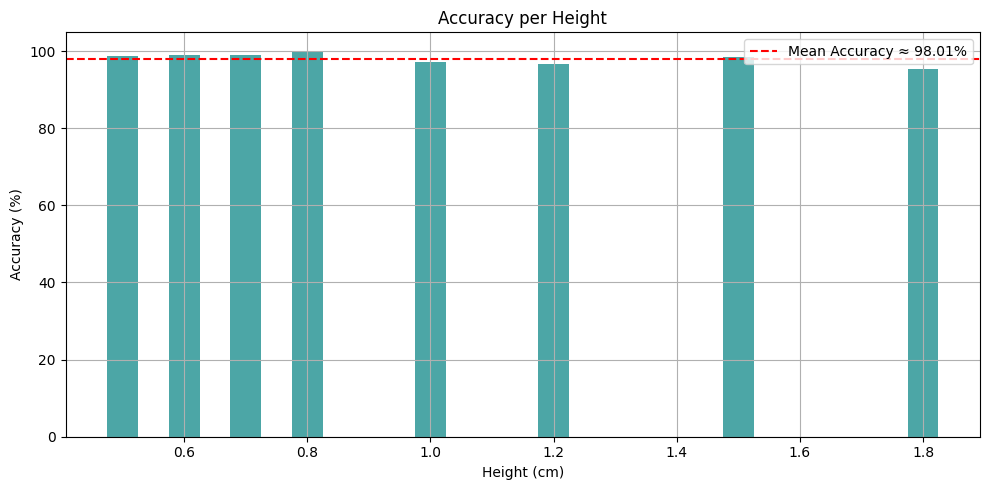 Accuracy per Height
Mean Accuracy ≈ 98.01%
Accuracy (%)
100
80
60
40
20
0
0.6 0.8 1.0 1.2 1.4 1.6 1.8
Height (cm)